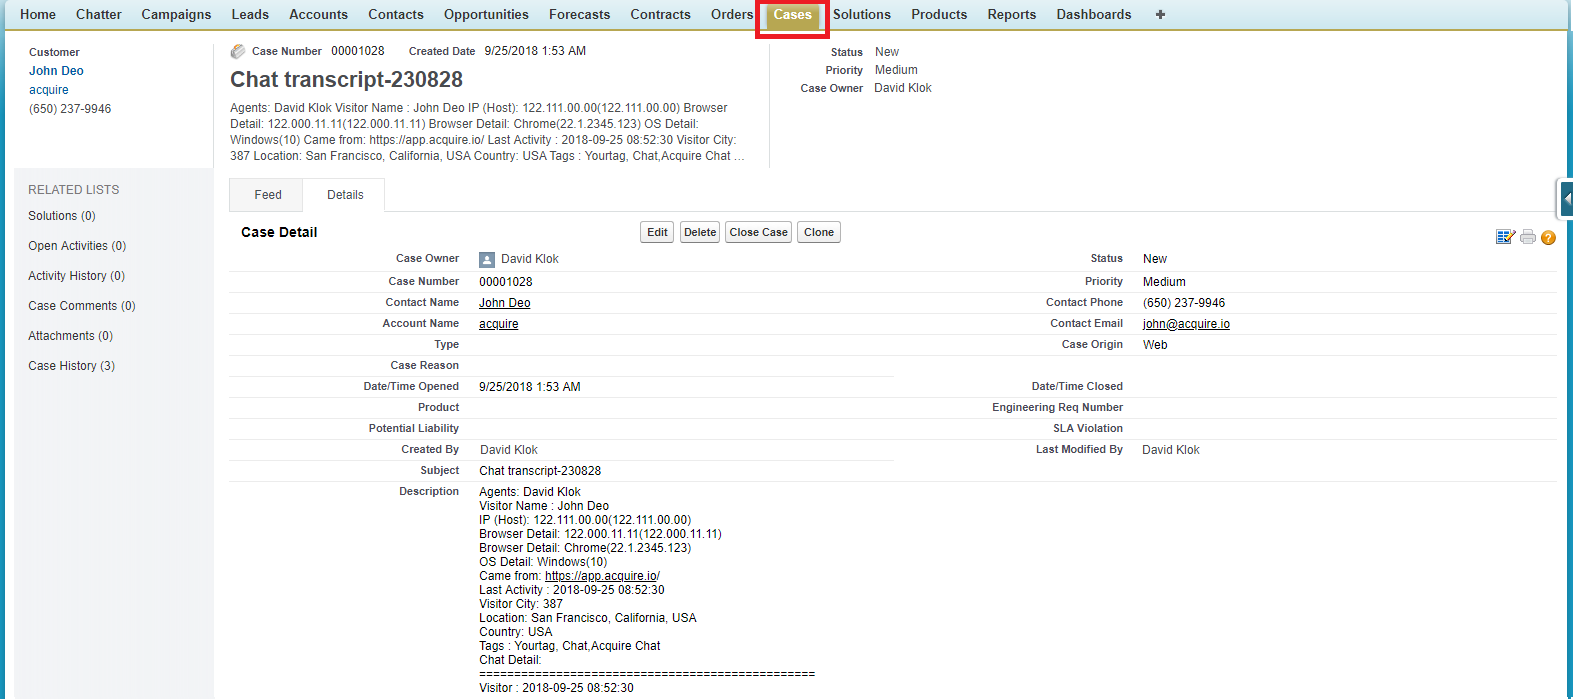 Home Chatter Campaigns Leads Accounts Contacts Opportunities Forecasts Contracts Orders Cases Solutions Products Reports Dashboards +
Customer
John Deo
acquire
(650) 237-9946
Case Number 00001028 Created Date 9/25/2018 1:53 AM
Chat transcript-230828
Agents: David Klok Visitor Name : John Deo IP (Host): 122.111.00.00(122.111.00.00) Browser
Detail: 122.000.11.11(122.000.11.11) Browser Detail: Chrome(22.1.2345.123) OS Detail:
Windows(10) Came from: https://app.acquire.io/ Last Activity : 2018-09-25 08:52:30 Visitor City:
387 Location: San Francisco, California, USA Country: USA Tags : Yourtag, Chat,Acquire Chat ...
Status New
Priority Medium
Case Owner David Klok
RELATED LISTS
Solutions (0)
Open Activities (0)
Activity History (0)
Case Comments (0)
Attachments (0)
Case History (3)
Feed Details
Case Detail Edit Delete Close Case Clone
?
Case Owner David Klok Status New
Case Number 00001028 Priority Medium
Contact Name John Deo Contact Phone (650) 237-9946
Account Name acquire Contact Email john@acquire.io
Type Case Origin Web
Case Reason
Date/Time Opened 9/25/2018 1:53 AM Date/Time Closed
Product Engineering Req Number
Potential Liability SLA Violation
Created By David Klok Last Modified By David Klok
Subject Chat transcript-230828
Description Agents: David Klok
Visitor Name : John Deo
IP (Host): 122.111.00.00(122.111.00.00)
Browser Detail: 122.000.11.11(122.000.11.11)
Browser Detail: Chrome(22.1.2345.123)
OS Detail: Windows(10)
Came from: https://app.acquire.io/
Last Activity : 2018-09-25 08:52:30
Visitor City: 387
Location: San Francisco, California, USA
Country: USA
Tags : Yourtag, Chat,Acquire Chat
Chat Detail:
================================================
Visitor : 2018-09-25 08:52:30